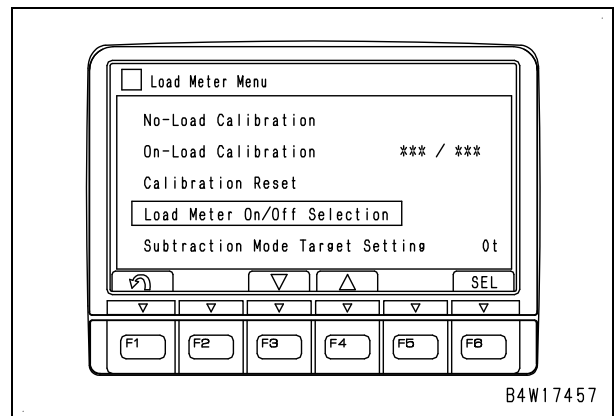 Load Meter Menu
No-Load Calibration
On-Load Calibration *** / ***
Calibration Reset
Load Meter On/Off Selection
Subtraction Mode Target Setting 0t
SEL
F1 F2 F3 F4 F5 F6
B4W17457